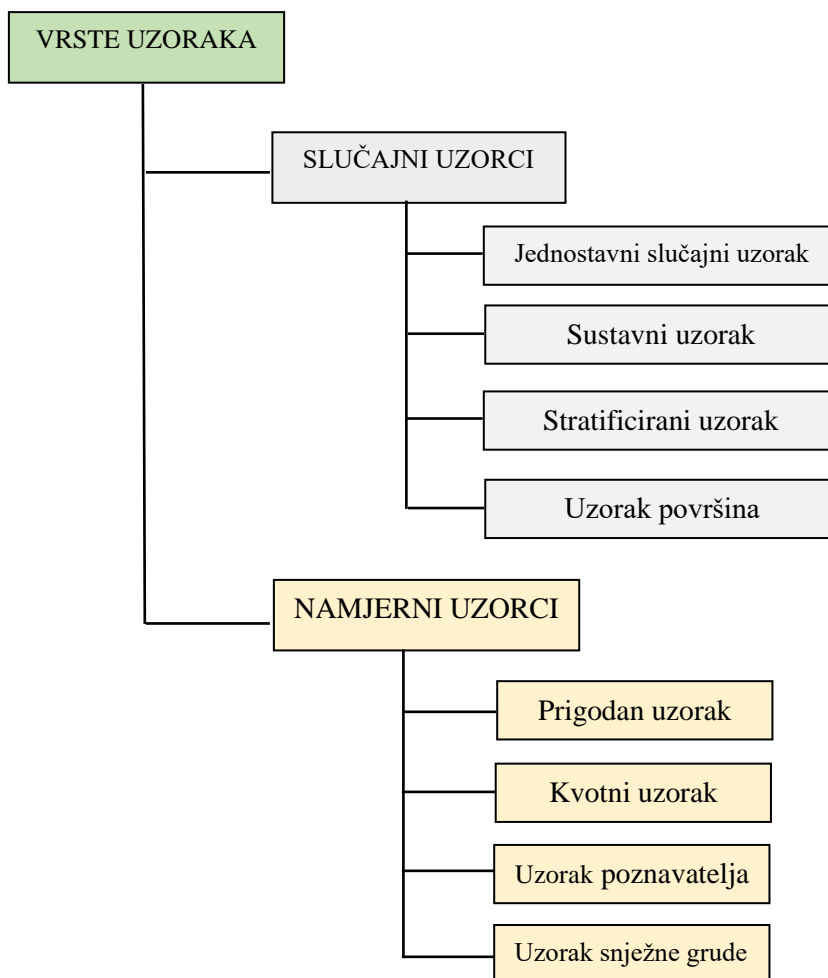 VRSTE UZORAKA
SLUČAJNI UZORCI
Jednostavni slučajni uzorak
Sustavni uzorak
Stratificirani uzorak
Uzorak površina
NAMJERNI UZORCI
Prigodan uzorak
Kvotni uzorak
Uzorak poznavatelja
Uzorak snježne grude